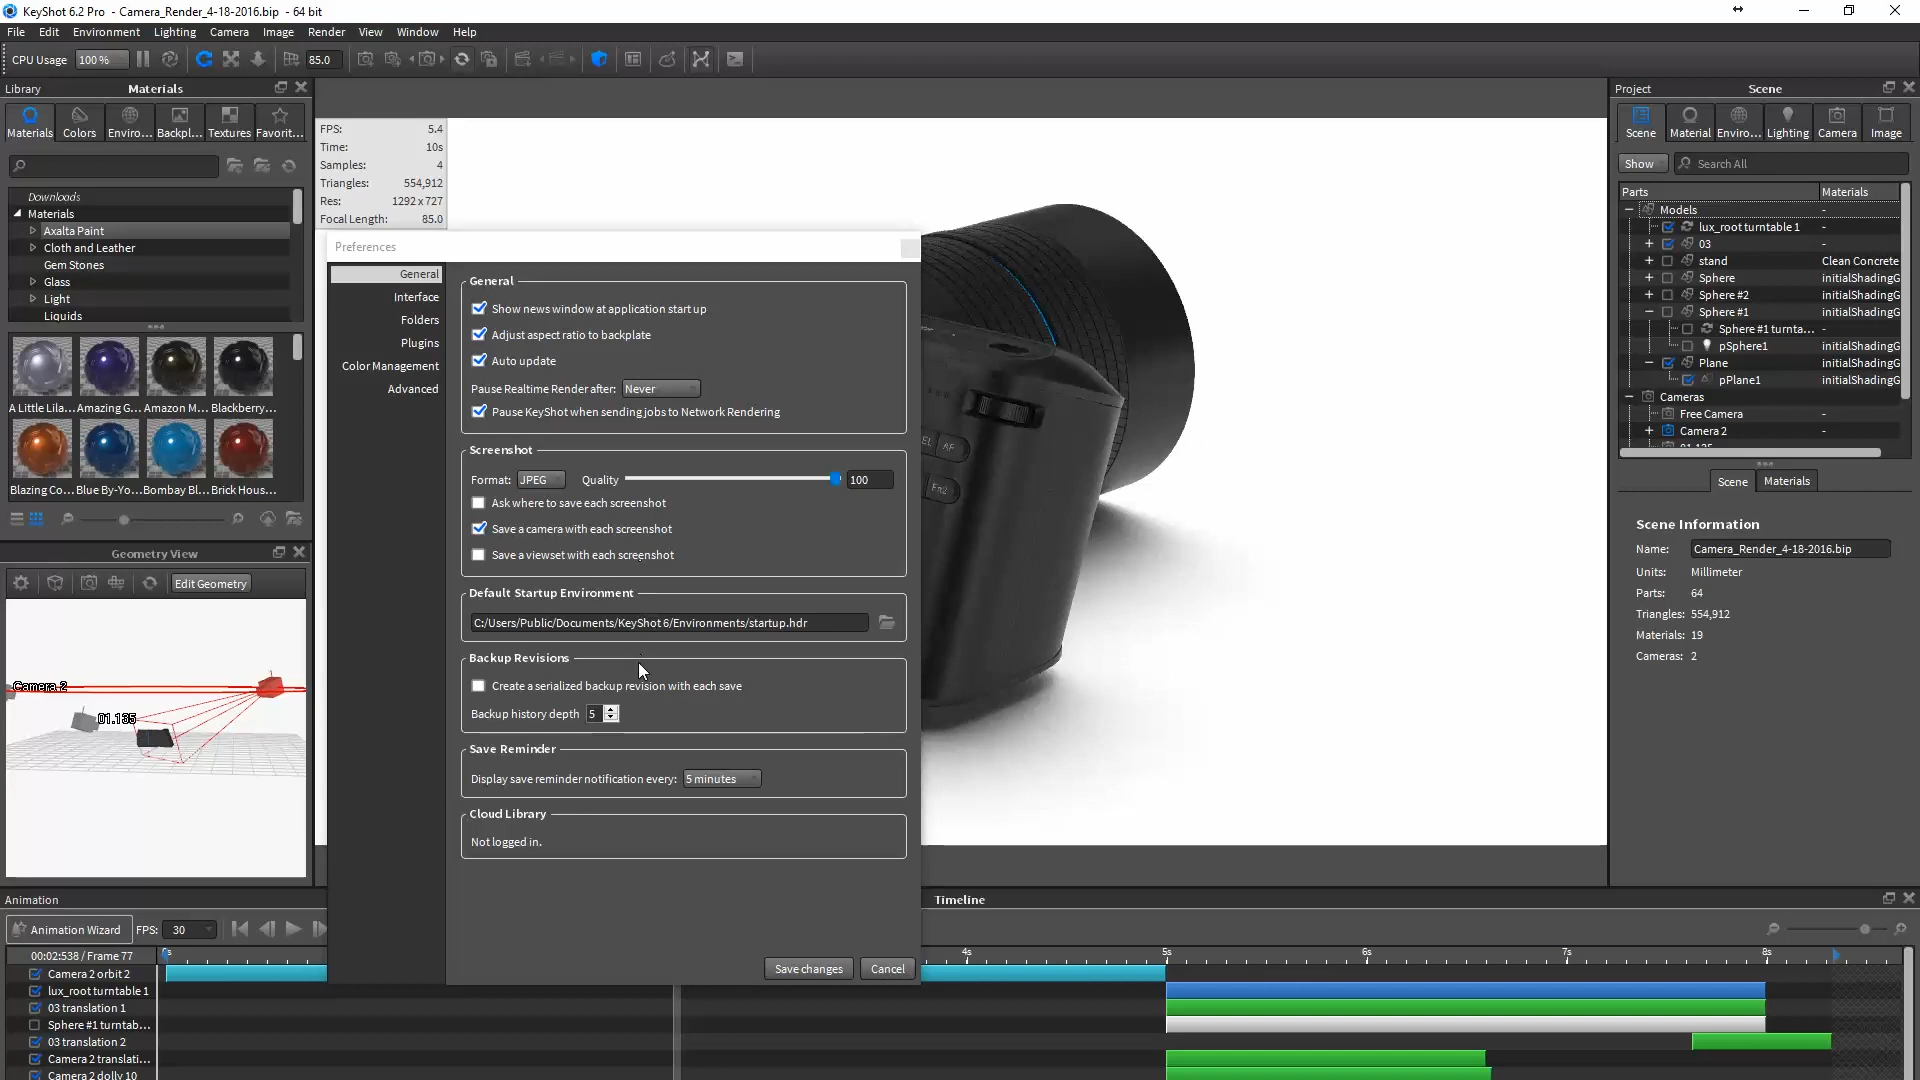 KeyShot 6.2 Pro - Camera_Render_4-18-2016.bip - 64 bit
File Edit Environment Lighting Camera Image Render View Window Help
CPU Usage 100 % 85.0
Library Materials
Materials Colors Enviro... Backpl... Textures Favorit...
Downloads
Materials
Axalta Paint
Cloth and Leather
Gem Stones
Glass
Light
Liquids
A Little Lila... Amazing G... Amazon M... Blackberry...
Blazing Co... Blue By-Yo... Bombay Bl... Brick Hous...
Geometry View
Edit Geometry
Camera 2
01.135
FPS: 5.4
Time: 10s
Samples: 4
Triangles: 554,912
Res: 1292 x 727
Focal Length: 85.0
Preferences
General
Interface
Folders
Plugins
Color Management
Advanced
General
Show news window at application start up
Adjust aspect ratio to backplate
Auto update
Pause Realtime Render after: Never
Pause KeyShot when sending jobs to Network Rendering
Screenshot
Format: JPEG Quality 100
Ask where to save each screenshot
Save a camera with each screenshot
Save a viewset with each screenshot
Default Startup Environment
C:/Users/Public/Documents/KeyShot 6/Environments/startup.hdr
Backup Revisions
Create a serialized backup revision with each save
Backup history depth 5
Save Reminder
Display save reminder notification every: 5 minutes
Cloud Library
Not logged in.
Save changes Cancel
EL AF
Fn2
Project Scene
Scene Material Enviro... Lighting Camera Image
Show Search All
Parts Materials
Models -
lux_root turntable 1 -
03 -
stand Clean Concrete
Sphere initialShadingG
Sphere #2 initialShadingG
Sphere #1 initialShadingG
Sphere #1 turnta... -
pSphere1 initialShadingG
Plane initialShadingG
pPlane1 initialShadingG
Cameras
Free Camera -
Camera 2 -
01.135
Scene Materials
Scene Information
Name: Camera_Render_4-18-2016.bip
Units: Millimeter
Parts: 64
Triangles: 554,912
Materials: 19
Cameras: 2
Animation Timeline
Animation Wizard FPS: 30
00:02:538 / Frame 77 4s 5s 6s 7s 8s
Camera 2 orbit 2
lux_root turntable 1
03 translation 1
Sphere #1 turntab...
03 translation 2
Camera 2 translati...
Camera 2 dolly 10